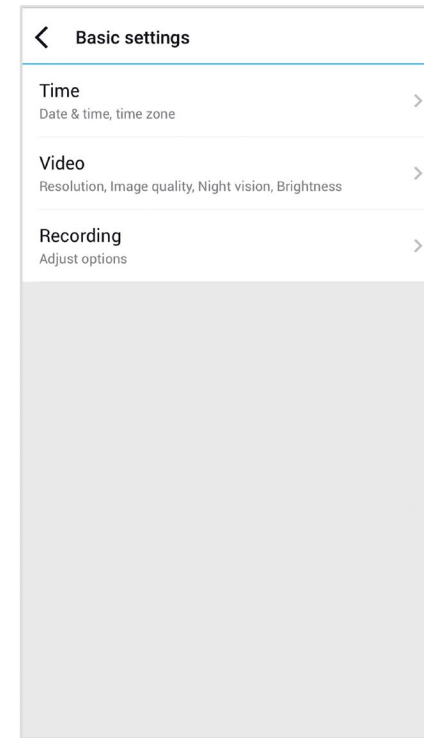 Basic settings
Time
Date & time, time zone
Video
Resolution, Image quality, Night vision, Brightness
Recording
Adjust options